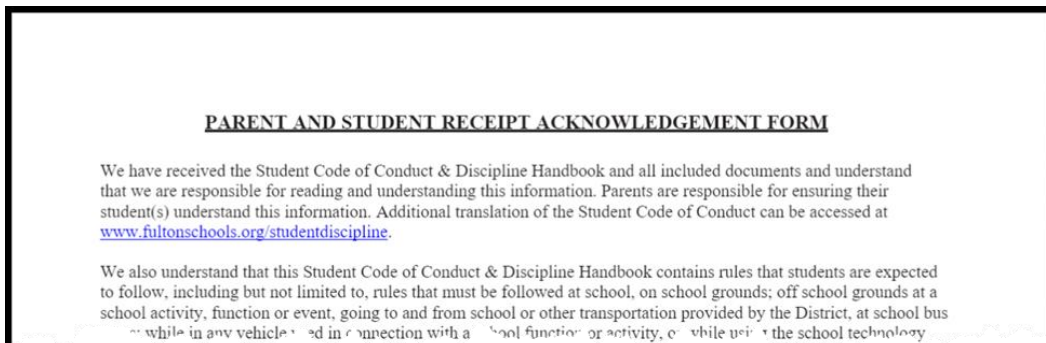 PARENT AND STUDENT RECEIPT ACKNOWLEDGEMENT FORM
We have received the Student Code of Conduct & Discipline Handbook and all included documents and understand
that we are responsible for reading and understanding this information. Parents are responsible for ensuring their
student(s) understand this information. Additional translation of the Student Code of Conduct can be accessed at
www.fultonschools.org/studentdiscipline.
We also understand that this Student Code of Conduct & Discipline Handbook contains rules that students are expected
to follow, including but not limited to, rules that must be followed at school, on school grounds; off school grounds at a
school activity, function or event, going to and from school or other transportation provided by the District, at school bus
while in any vehicle in connection with a function or activity, the school technology